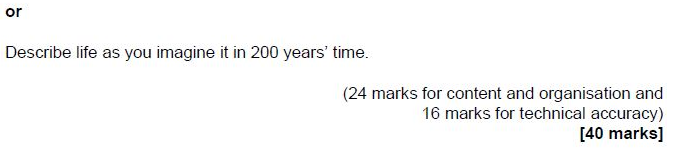 or
Describe life as you imagine it in 200 years’ time.
(24 marks for content and organisation and
16 marks for technical accuracy)
[40 marks]